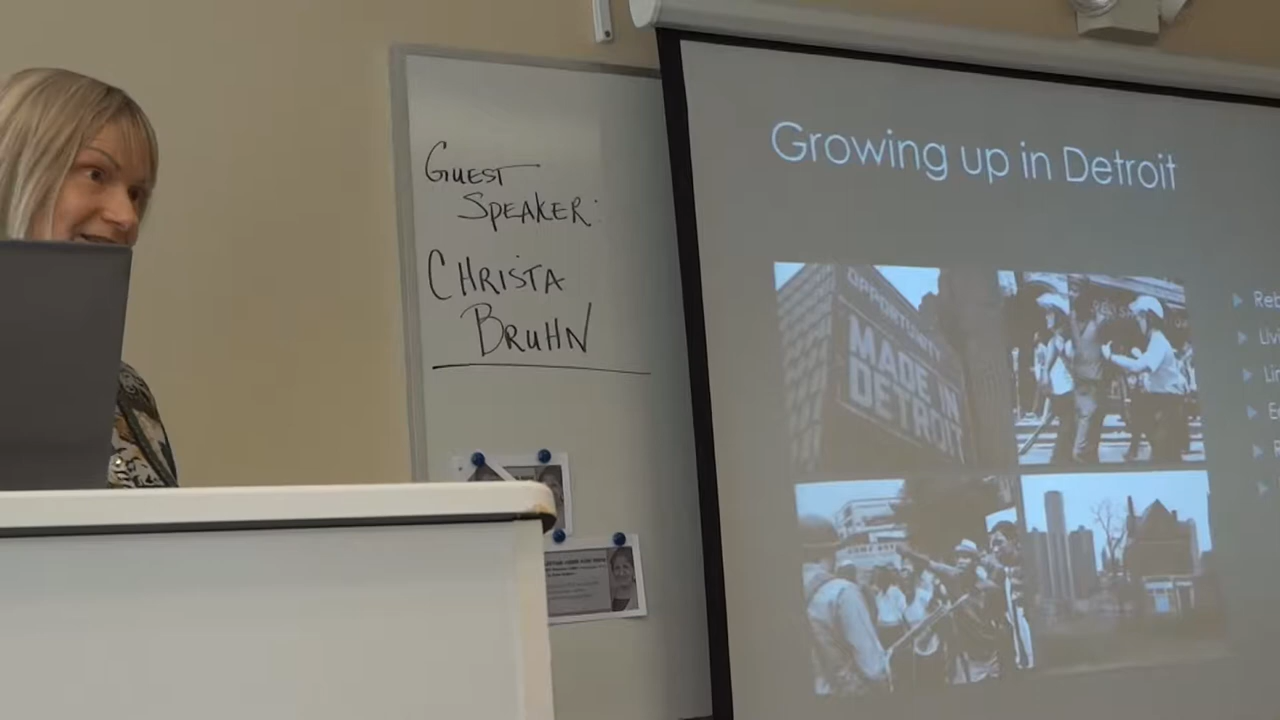 GUEST
SPEAKER:
CHRISTA
BRUHN
Growing up in Detroit
OPPORTUNITY
MADE IN
DETROIT